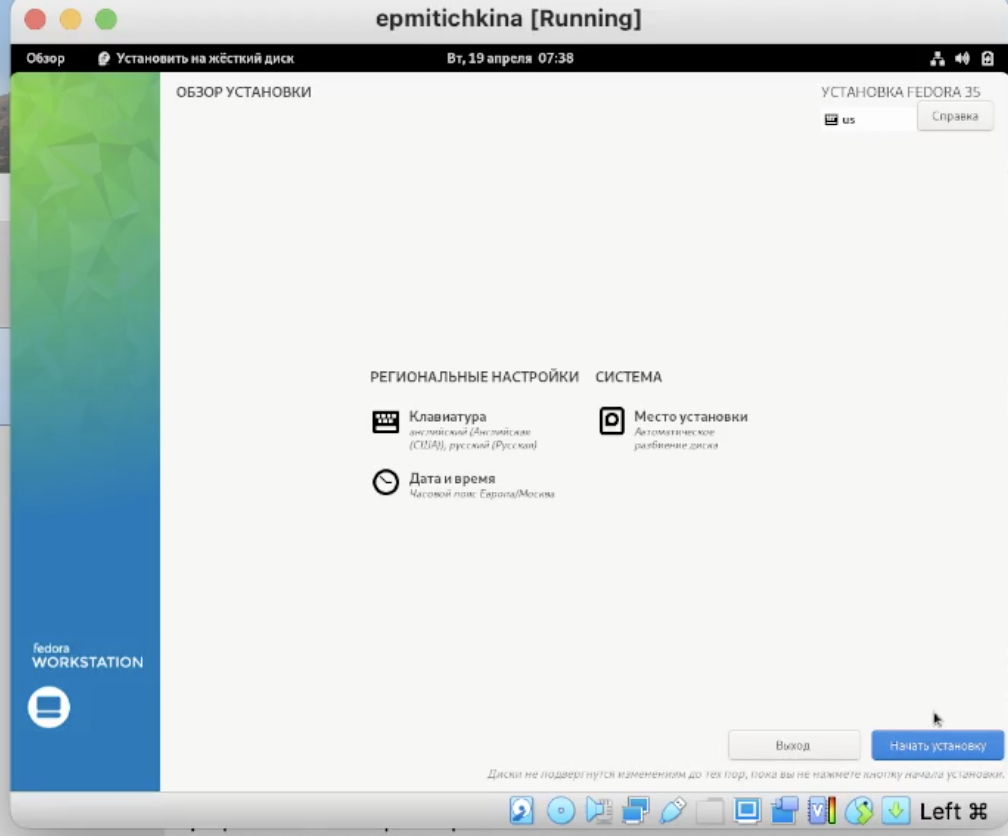 epmitichkina [Running]
Обзор Установить на жёсткий диск Вт, 19 апреля 07:38
ОБЗОР УСТАНОВКИ УСТАНОВКА FEDORA 35
us Справка
РЕГИОНАЛЬНЫЕ НАСТРОЙКИ СИСТЕМА
Клавиатура
английский (Английская
(США)), русский (Русская)
Место установки
Автоматическое
разбиение диска
Дата и время
Часовой пояс Европа/Москва
fedora
WORKSTATION
Выход Начать установку
Диски не подвергнутся изменениям до тех пор, пока вы не нажмете кнопку начала установки.
Left ⌘